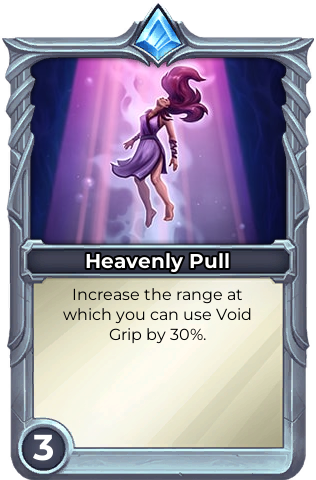 Heavenly Pull
Increase the range at
which you can use Void
Grip by 30%.
3